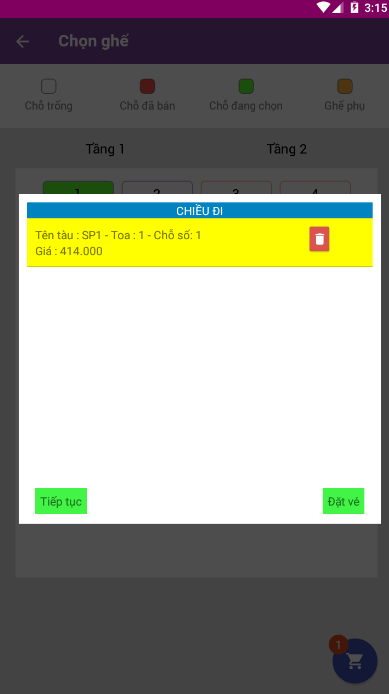 3:15
Chọn ghế
Chỗ trống
Chỗ đã bán
Chỗ đang chọn
Ghế phụ
Tầng 1
Tầng 2
1
2
3
4
CHIỀU ĐI
Tên tàu : SP1 - Toa : 1 - Chỗ số: 1
Giá : 414.000
Tiếp tục
Đặt vé
1